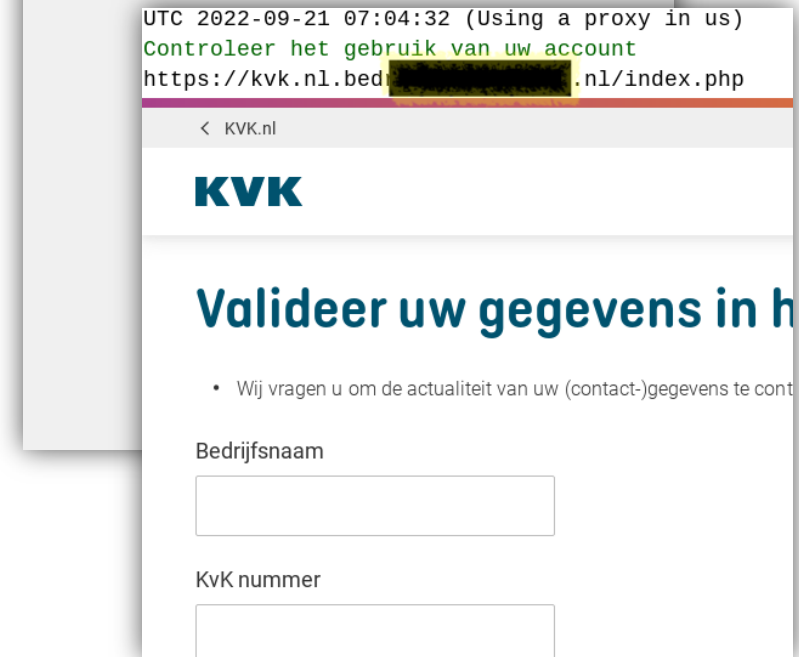 UTC 2022-09-21 07:04:32 (Using a proxy in us)
Controleer het gebruik van uw account
https://kvk.nl.bed .nl/index.php
< KVK.nl
KVK
Valideer uw gegevens in
• Wij vragen u om de actualiteit van uw (contact-)gegevens te
Bedrijfsnaam
KvK nummer